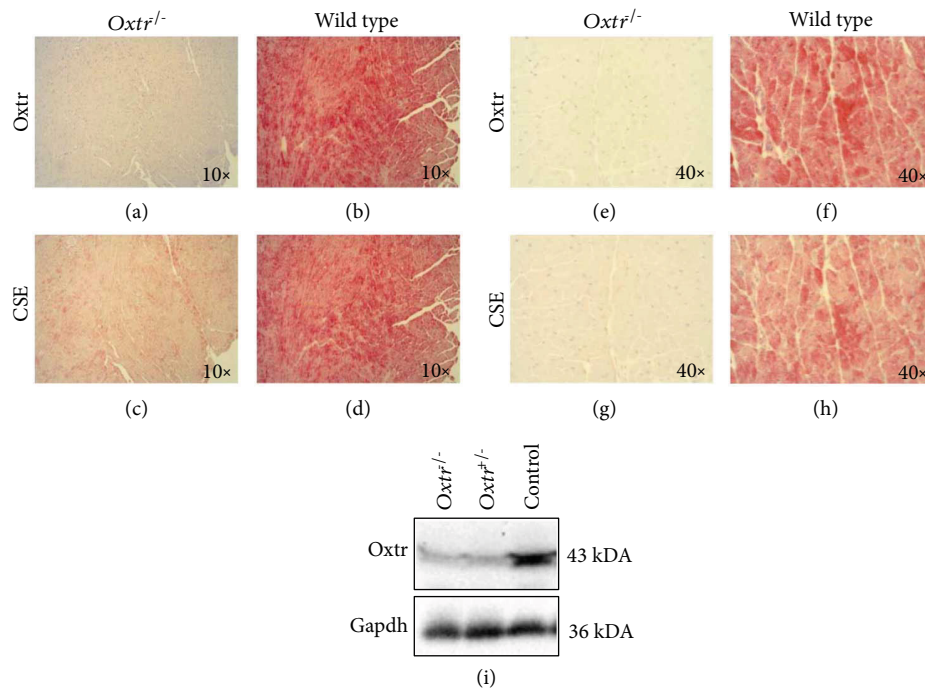 Oxtr-/- Wild type Oxtr-/- Wild type
Oxtr
10× 10× 40× 40×
(a) (b) (e) (f)
CSE CSE
10× 10× 40× 40×
(c) (d) (g) (h)
Oxtr-/- Oxtr+/- Control
Oxtr 43 kDA
Gapdh 36 kDA
(i)